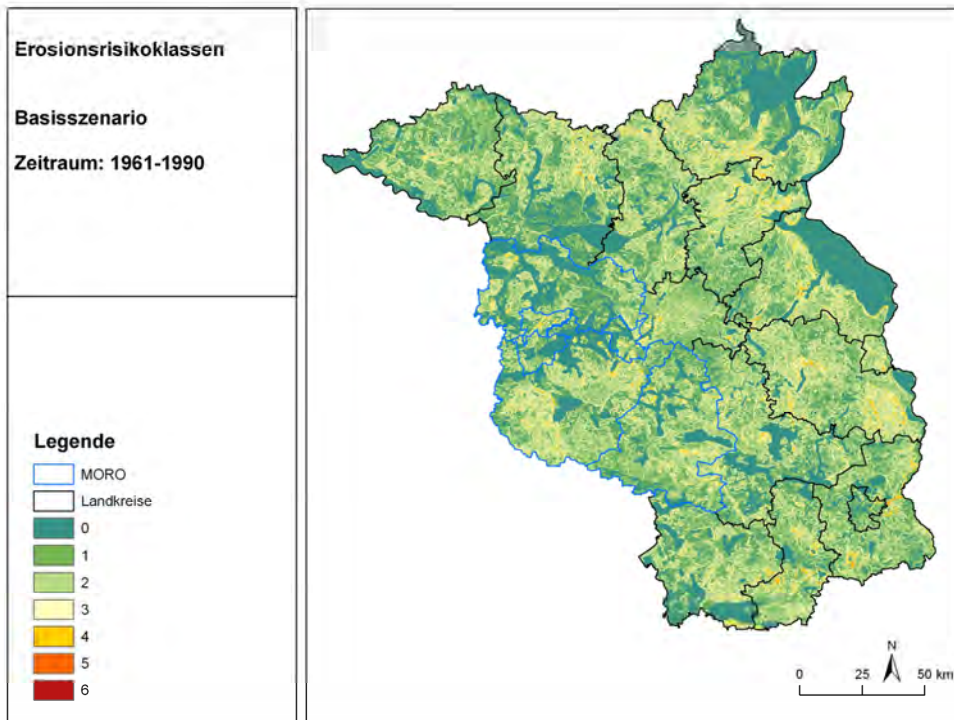 Erosionsrisikoklassen
Basisszenario
Zeitraum: 1961-1990
Legende
MORO
Landkreise
0
1
2
3
4
5
6
N
0 25 50 km